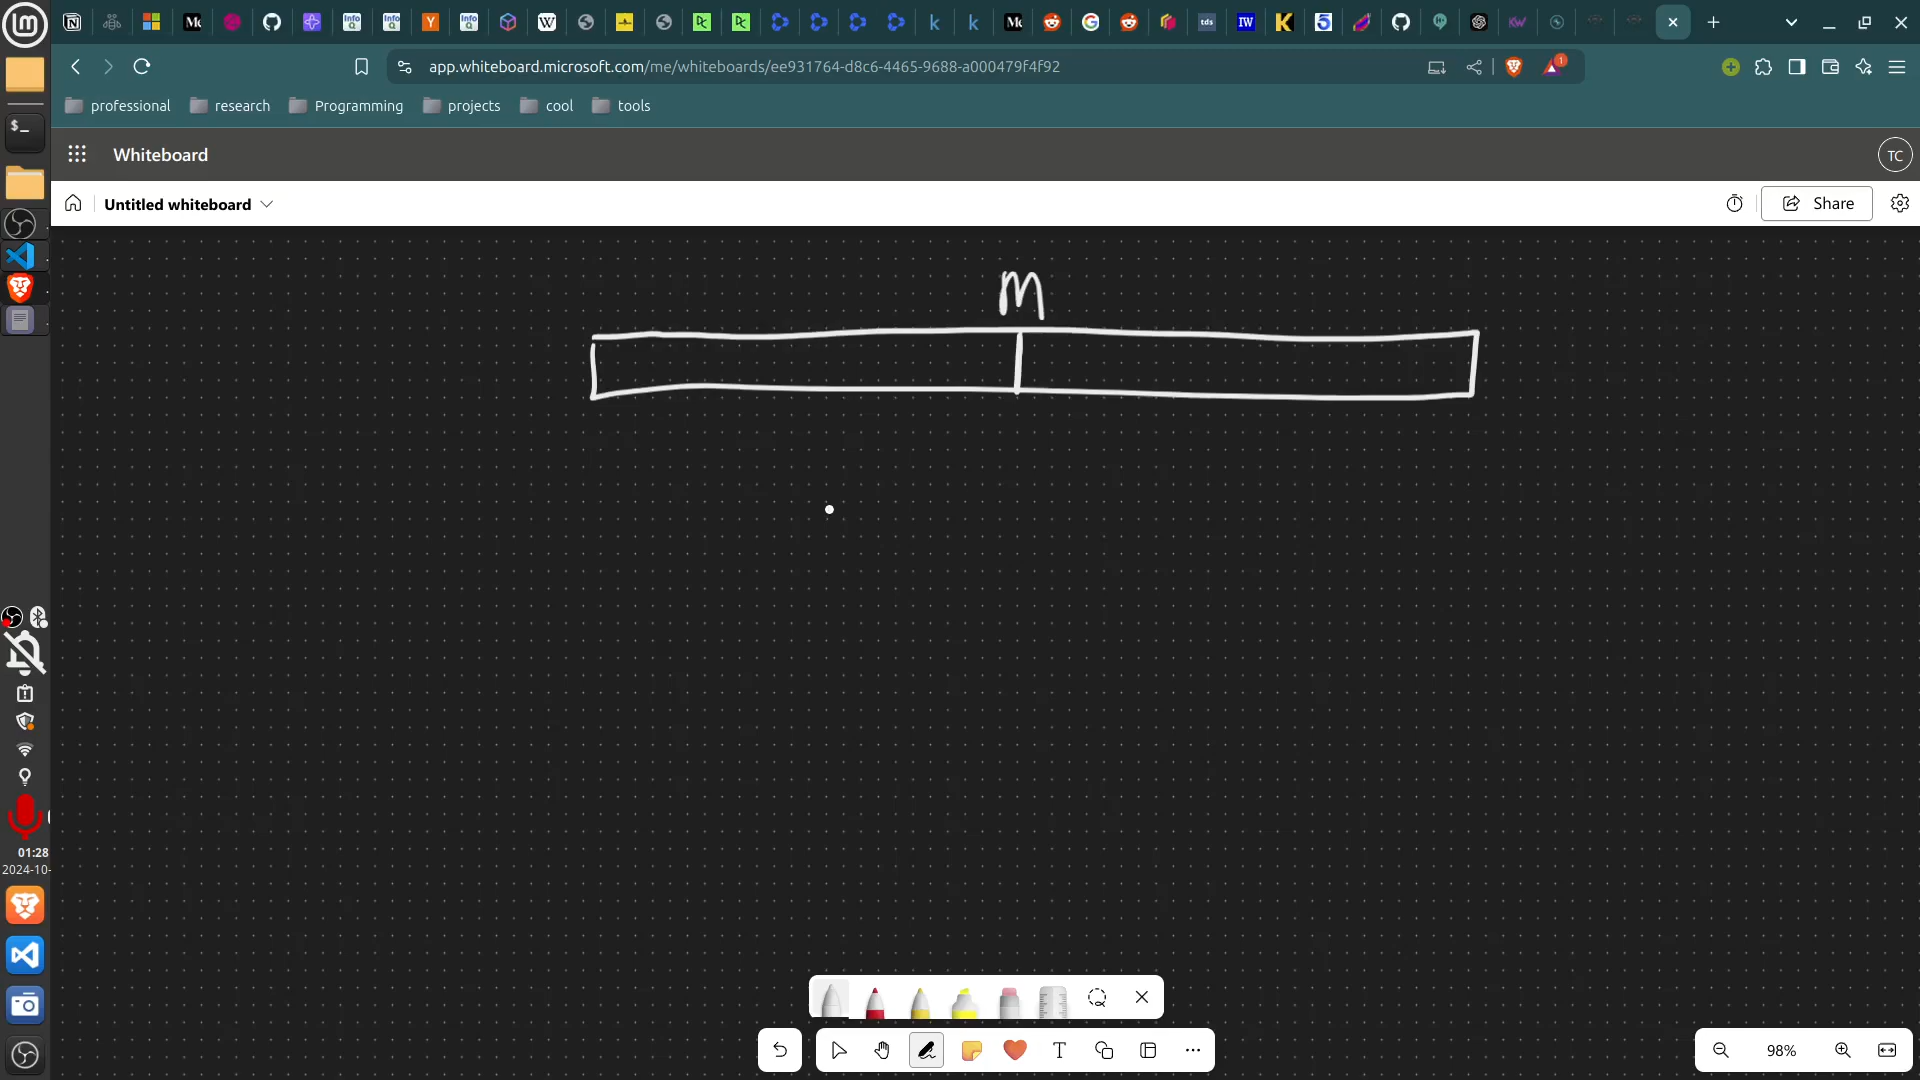 app.whiteboard.microsoft.com/me/whiteboards/ee931764-d8c6-4465-9688-a000479f4f92
1
professional research Programming projects cool tools
Whiteboard
TC
Untitled whiteboard
Share
m
01:28
2024-10-
98%